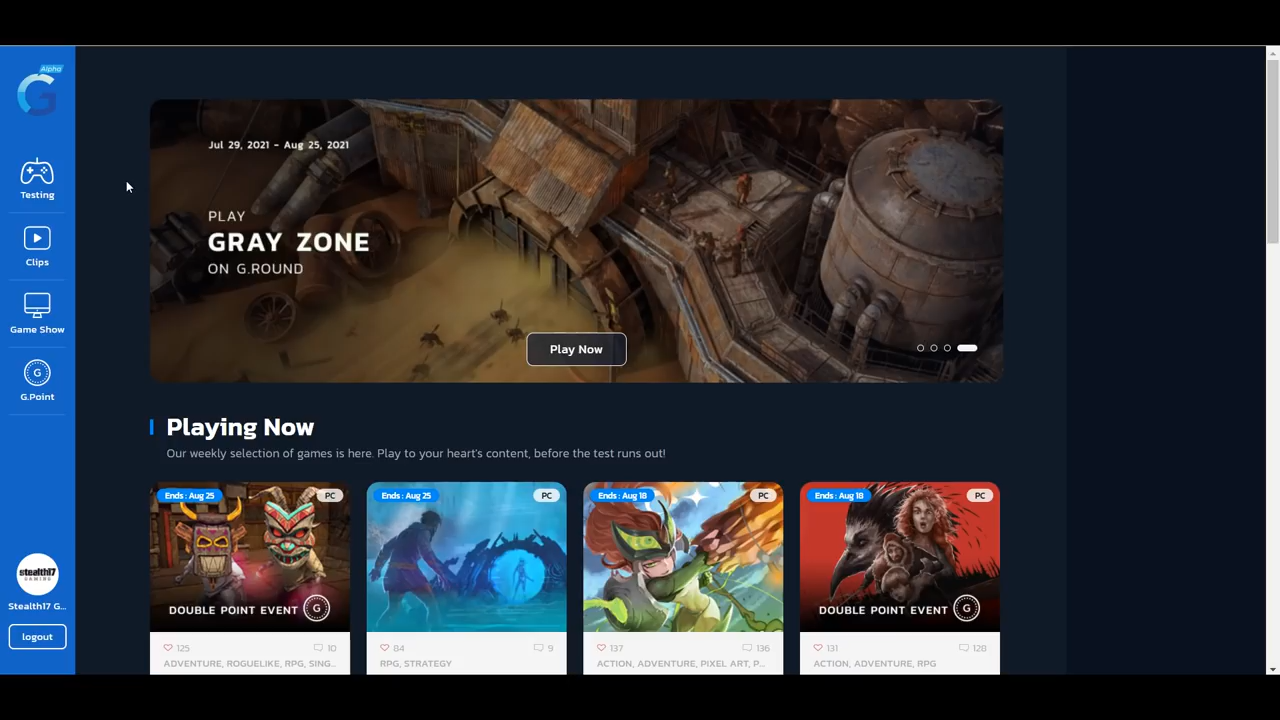 Alpha
G
Testing
Clips
Game Show
G
G.Point
stealth17
GAMING
Stealth17 G...
logout
Jul 29, 2021 - Aug 25, 2021
PLAY
GRAY ZONE
ON G.ROUND
Play Now
Playing Now
Our weekly selection of games is here. Play to your heart's content, before the test runs out!
Ends : Aug 25
PC
DOUBLE POINT EVENT G
125
10
ADVENTURE, ROGUELIKE, RPG, SING...
Ends : Aug 25
PC
84
9
RPG, STRATEGY
Ends : Aug 18
PC
137
136
ACTION, ADVENTURE, PIXEL ART, P...
Ends : Aug 18
PC
DOUBLE POINT EVENT G
131
128
ACTION, ADVENTURE, RPG